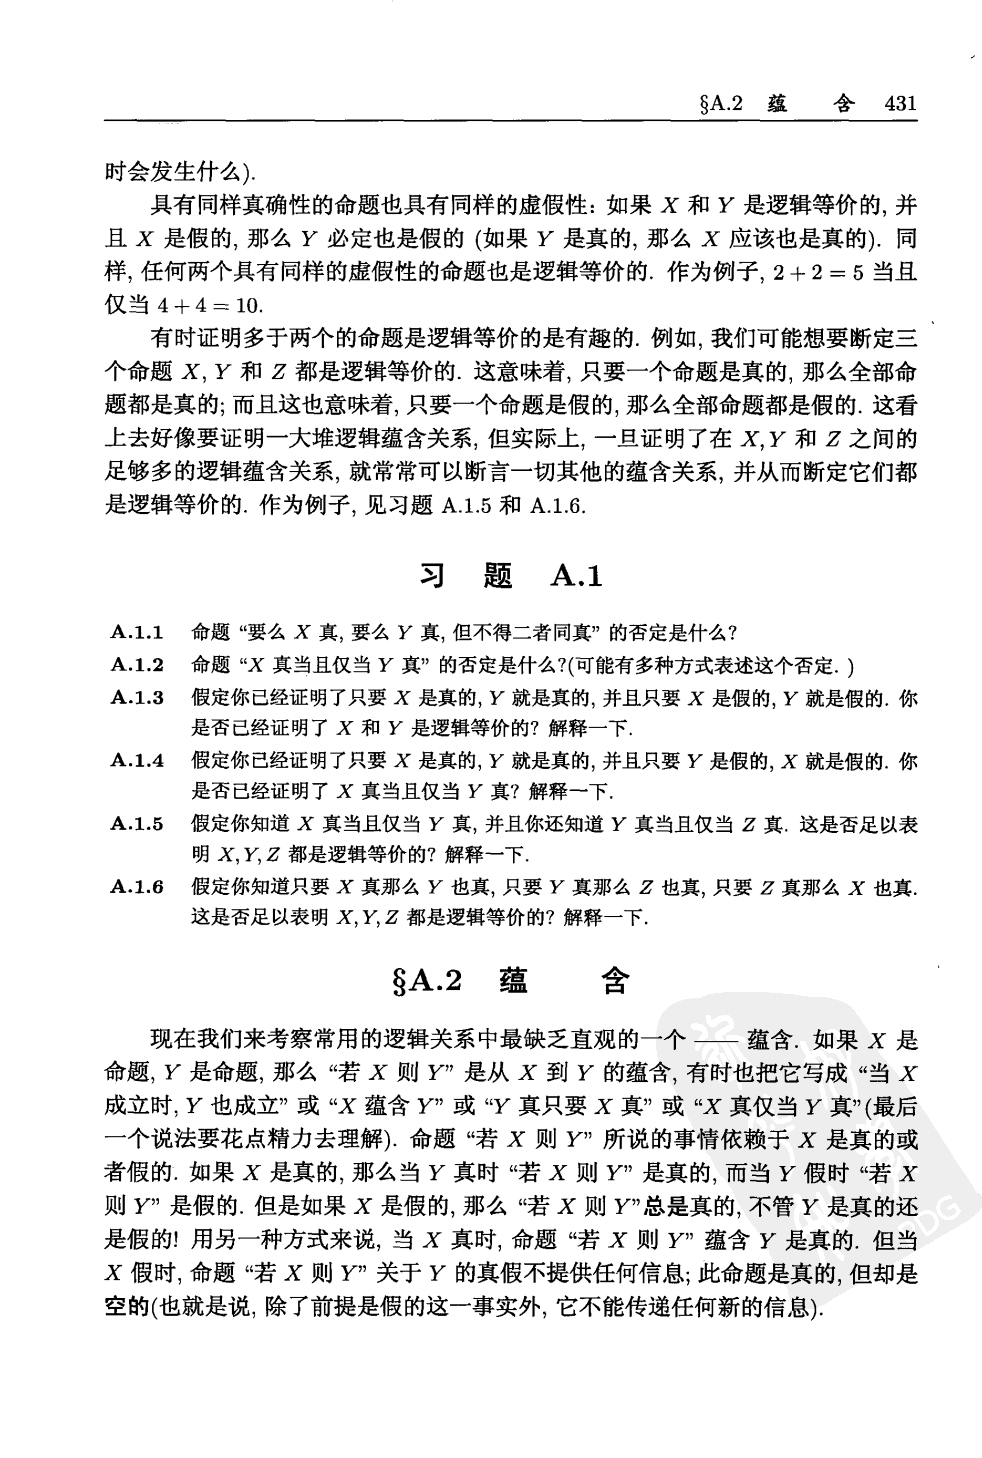 §A.2 蕴 含 431
时会发生什么).
具有同样真确性的命题也具有同样的虚假性: 如果 X 和 Y 是逻辑等价的, 并
且 X 是假的, 那么 Y 必定也是假的 (如果 Y 是真的, 那么 X 应该也是真的). 同
样, 任何两个具有同样的虚假性的命题也是逻辑等价的. 作为例子, 2 + 2 = 5 当且
仅当 4 + 4 = 10.
有时证明多于两个的命题是逻辑等价的是有趣的. 例如, 我们可能想要断定三
个命题 X, Y 和 Z 都是逻辑等价的. 这意味着, 只要一个命题是真的, 那么全部命
题都是真的; 而且这也意味着, 只要一个命题是假的, 那么全部命题都是假的. 这看
上去好像要证明一大堆逻辑蕴含关系, 但实际上, 一旦证明了在 X,Y 和 Z 之间的
足够多的逻辑蕴含关系, 就常常可以断言一切其他的蕴含关系, 并从而断定它们都
是逻辑等价的. 作为例子, 见习题 A.1.5 和 A.1.6.
习 题 A.1
A.1.1 命题 “要么 X 真, 要么 Y 真, 但不得二者同真” 的否定是什么?
A.1.2 命题 “X 真当且仅当 Y 真” 的否定是什么?(可能有多种方式表述这个否定. )
A.1.3 假定你已经证明了只要 X 是真的, Y 就是真的, 并且只要 X 是假的, Y 就是假的. 你
是否已经证明了 X 和 Y 是逻辑等价的? 解释一下.
A.1.4 假定你已经证明了只要 X 是真的, Y 就是真的, 并且只要 Y 是假的, X 就是假的. 你
是否已经证明了 X 真当且仅当 Y 真? 解释一下.
A.1.5 假定你知道 X 真当且仅当 Y 真, 并且你还知道 Y 真当且仅当 Z 真. 这是否足以表
明 X,Y,Z 都是逻辑等价的? 解释一下.
A.1.6 假定你知道只要 X 真那么 Y 也真, 只要 Y 真那么 Z 也真, 只要 Z 真那么 X 也真.
这是否足以表明 X,Y,Z 都是逻辑等价的? 解释一下.
§A.2 蕴 含
现在我们来考察常用的逻辑关系中最缺乏直观的一个 —— 蕴含. 如果 X 是
命题, Y 是命题, 那么 “若 X 则 Y” 是从 X 到 Y 的蕴含, 有时也把它写成 “当 X
成立时, Y 也成立” 或 “X 蕴含 Y” 或 “Y 真只要 X 真” 或 “X 真仅当 Y 真”(最后
一个说法要花点精力去理解). 命题 “若 X 则 Y” 所说的事情依赖于 X 是真的或
者假的. 如果 X 是真的, 那么当 Y 真时 “若 X 则 Y” 是真的, 而当 Y 假时 “若 X
则 Y” 是假的. 但是如果 X 是假的, 那么 “若 X 则 Y”总是真的, 不管 Y 是真的还
是假的! 用另一种方式来说, 当 X 真时, 命题 “若 X 则 Y” 蕴含 Y 是真的. 但当
X 假时, 命题 “若 X 则 Y” 关于 Y 的真假不提供任何信息; 此命题是真的, 但却是
空的(也就是说, 除了前提是假的这一事实外, 它不能传递任何新的信息).